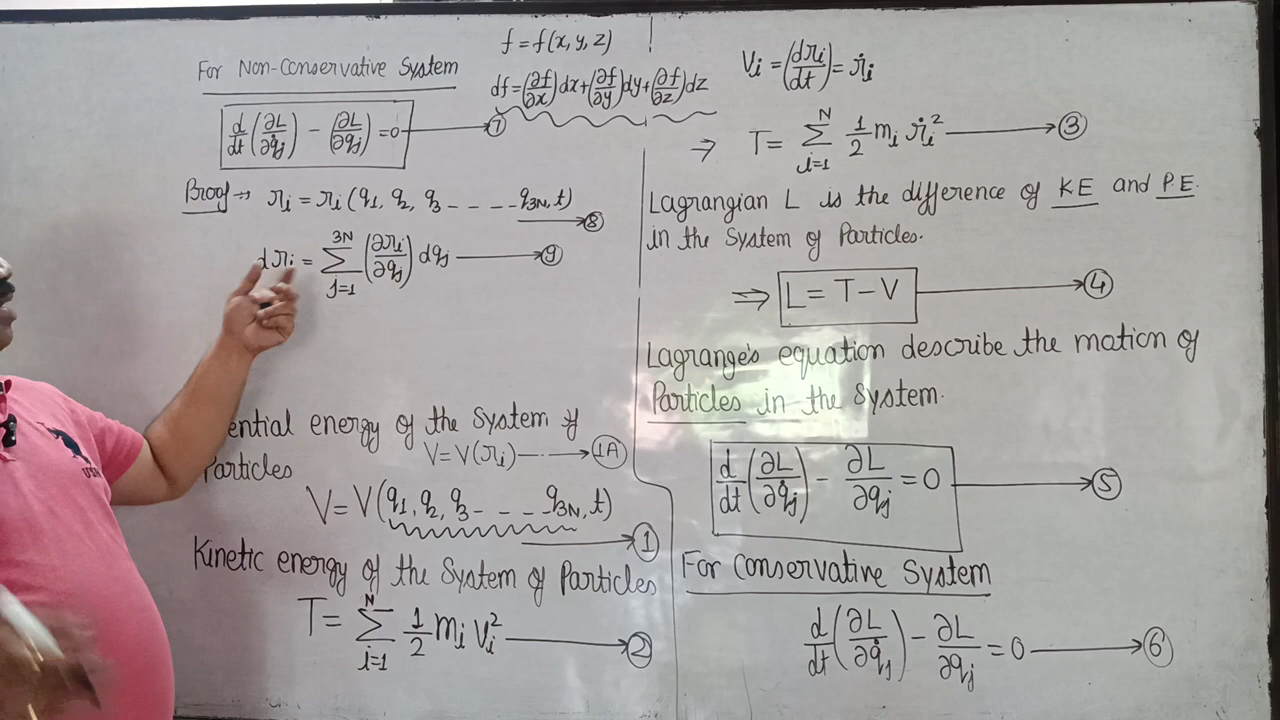 For Non-Conservative System
d/dt(∂L/∂q̇j) - (∂L/∂qj) = 0 → ⑦
f = f(x, y, z)
df = (∂f/∂x)dx + (∂f/∂y)dy + (∂f/∂z)dz
Proof → ri = ri (q1, q2, q3 - - - - q3N, t)
→ ⑧
dri = 3N ∑ j=1 (∂ri/∂qj) dqj → ⑨
ential energy of the System of
Particles
V = V(ri) → 1A
V = V(q1, q2, q3 - - - - q3N, t)
→ ①
Kinetic energy of the System of Particles
T = N ∑ i=1 1/2 mi Vi² → ②
Vi = (dri/dt) = ṙi
⇒ T = N ∑ i=1 1/2 mi ṙi² → ③
Lagrangian L is the difference of KE and P.E.
in the System of Particles.
⇒ L = T - V → ④
Lagrange's equation describe the motion of
Particles in the System.
d/dt(∂L/∂q̇j) - ∂L/∂qj = 0 → ⑤
For Conservative System
d/dt(∂L/∂q̇j) - ∂L/∂qj = 0 → ⑥